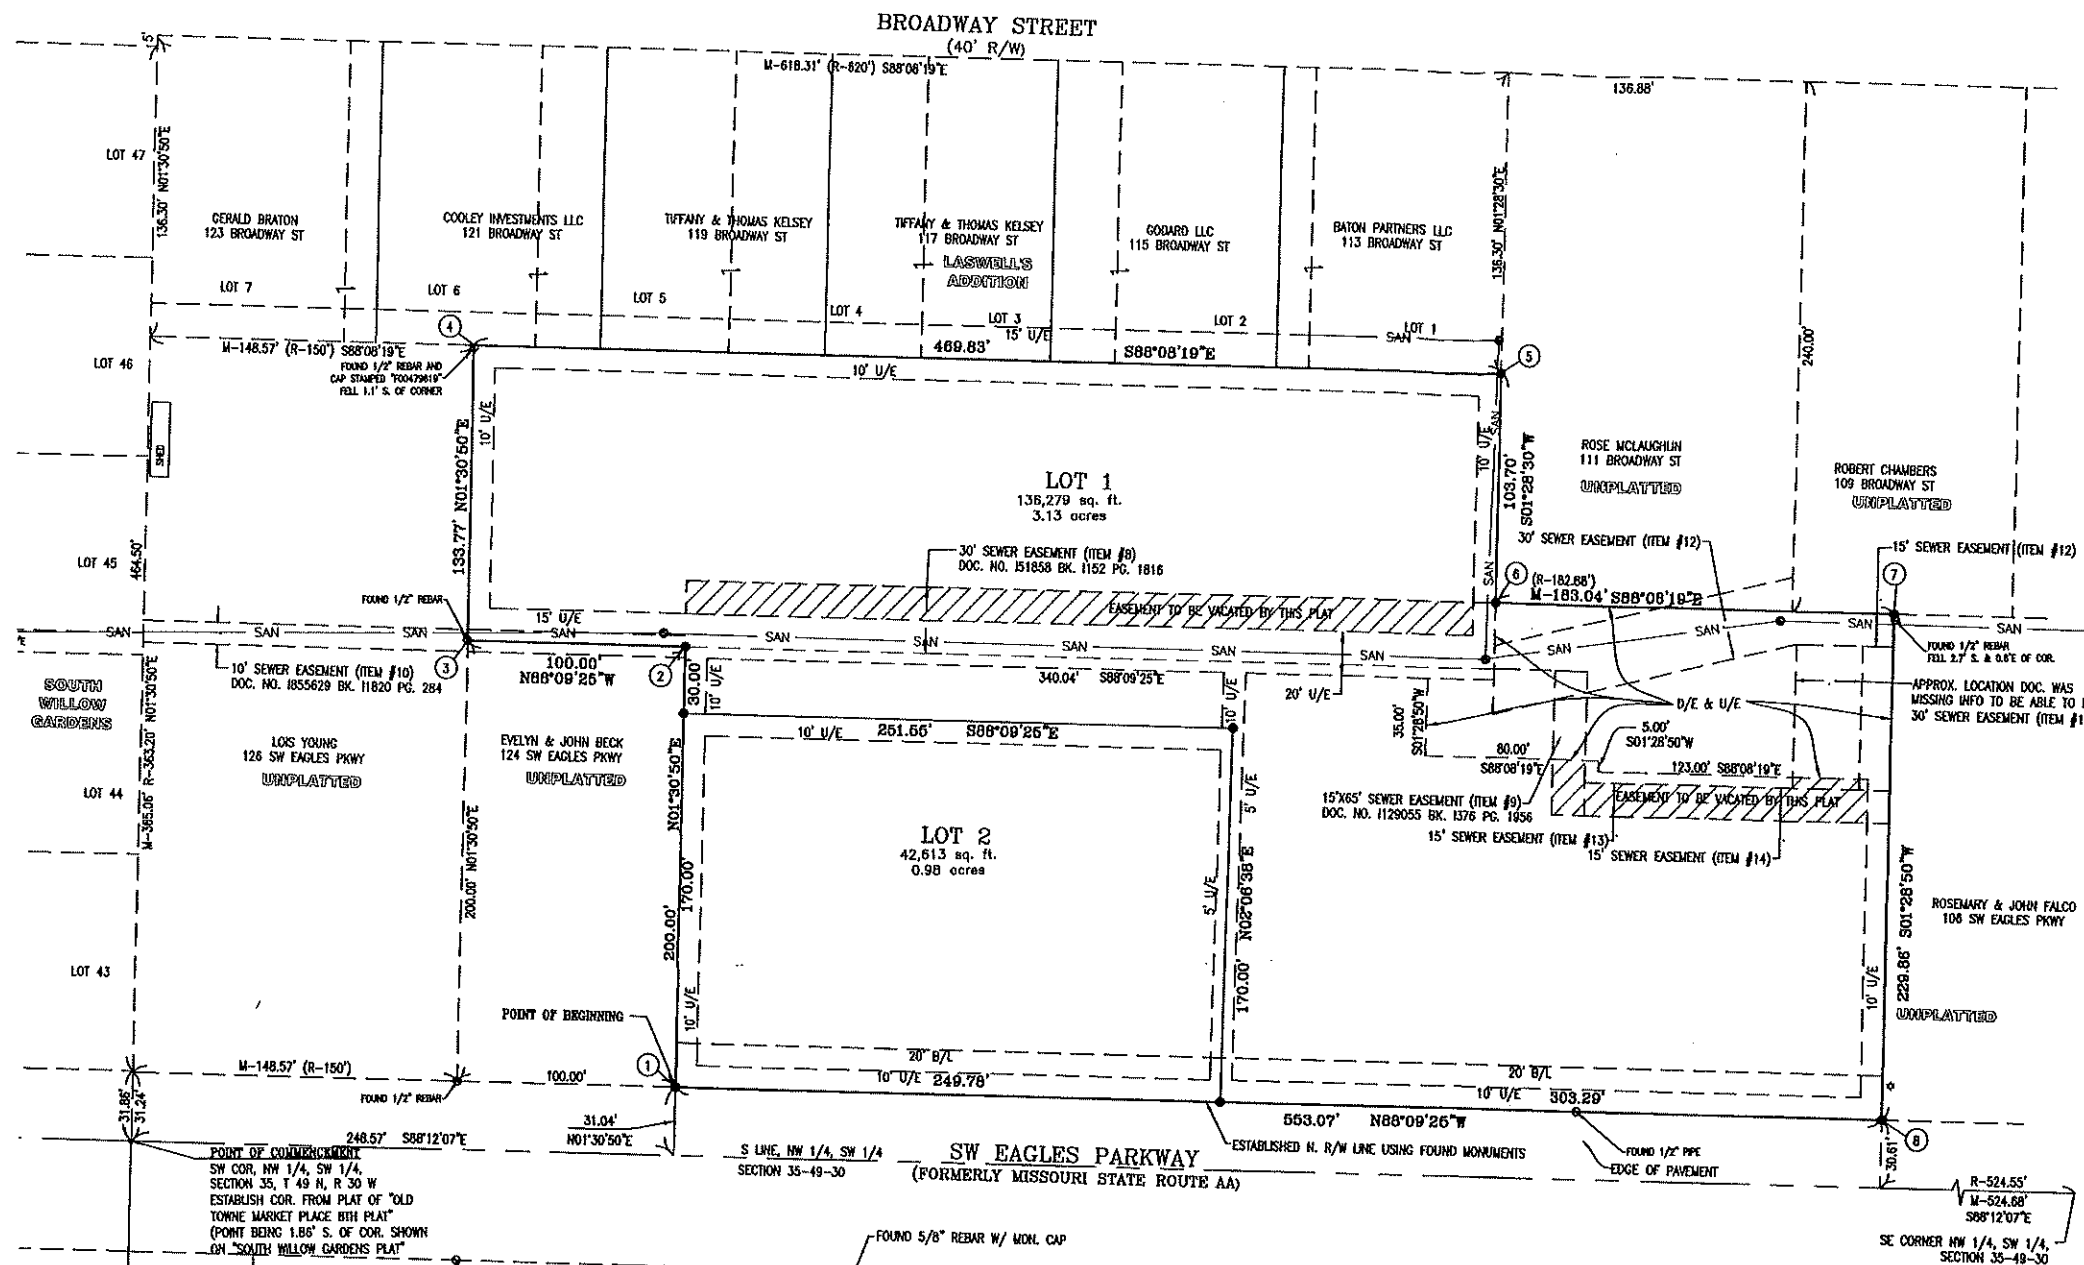 BROADWAY STREET
(40' R/W)
M-618.31' (R-620') S88°08'19"E
5'
136.88'
LOT 47
136.30' N01°30'50"E
GERALD BRATON
123 BROADWAY ST
COOLEY INVESTMENTS LLC
121 BROADWAY ST
TIFFANY & THOMAS KELSEY
119 BROADWAY ST
TIFFANY & THOMAS KELSEY
117 BROADWAY ST
LASWELL'S
ADDITION
GODARD LLC
115 BROADWAY ST
BATON PARTNERS LLC
113 BROADWAY ST
136.30' N01°28'30"E
240.00'
LOT 7
LOT 6
LOT 5
LOT 4
LOT 3
LOT 2
LOT 1
15' U/E
SAN
4
M-148.57' (R-150') S88°08'19"E
FOUND 1/2" REBAR AND
CAP STAMPED
FELL 1.1' S. OF CORNER
469.83' S88°08'19"E
10' U/E
5
LOT 46
SHED
LOT 45
464.50'
133.77' N01°30'50"E
10' U/E
LOT 1
136,279 sq. ft.
3.13 acres
10' U/E
SAN
SAN
103.70'
S01°28'30"W
ROSE MCLAUGHLIN
111 BROADWAY ST
UNPLATTED
ROBERT CHAMBERS
109 BROADWAY ST
UNPLATTED
30' SEWER EASEMENT (ITEM #12)
15' SEWER EASEMENT (ITEM #12)
30' SEWER EASEMENT (ITEM #8)
DOC. NO. I51858 BK. I152 PG. 1816
EASEMENT TO BE VACATED BY THIS PLAT
6
(R-182.88')
M-183.04' S88°08'19"E
7
FOUND 1/2" REBAR
15' U/E
SAN SAN SAN SAN SAN SAN SAN SAN SAN SAN SAN SAN SAN
FOUND 1/2" REBAR
FELL 2.7' S. & 0.6'E OF COR.
3
2
10' SEWER EASEMENT (ITEM #10)
DOC. NO. I855629 BK. I1820 PG. 284
100.00'
N88°09'25"W
30.00'
10' U/E
340.04' S88°09'25"E
10' U/E
20' U/E
D/E & U/E
APPROX. LOCATION DOC. WAS
MISSING INFO TO BE ABLE TO
30' SEWER EASEMENT
SOUTH
WILLOW
GARDENS
M-365.06' R-363.20' N01°30'50"E
LOIS YOUNG
126 SW EAGLES PKWY
UNPLATTED
EVELYN & JOHN BECK
124 SW EAGLES PKWY
UNPLATTED
10' U/E 251.55' S88°09'25"E
35.00'
S01°28'50"W
80.00'
S88°08'19"E
5.00'
S01°28'50"W
123.00' S88°08'19"E
EASEMENT TO BE VACATED BY THIS PLAT
15'X65' SEWER EASEMENT (ITEM #9)
DOC. NO. I129055 BK. I376 PG. 1956
15' SEWER EASEMENT (ITEM #13)
15' SEWER EASEMENT (ITEM #14)
LOT 44
200.00' N01°30'50"E
N01°30'50"E
170.00'
200.00'
LOT 2
42,613 sq. ft.
0.98 acres
5' U/E
5' U/E
N02°06'38"E
170.00'
229.86' S01°28'50"W
ROSEMARY & JOHN FALCO
108 SW EAGLES PKWY
UNPLATTED
10' U/E
LOT 43
10' U/E
POINT OF BEGINNING
1
M-148.57' (R-150')
100.00'
FOUND 1/2" REBAR
20' B/L
10' U/E 249.78'
20' B/L
10' U/E 303.29'
553.07' N88°09'25"W
8
31.86'
31.24'
31.04'
N01°30'50"E
30.61'
248.57' S88°12'07"E
S LINE, NW 1/4, SW 1/4
SECTION 35-49-30
SW EAGLES PARKWAY
(FORMERLY MISSOURI STATE ROUTE AA)
ESTABLISHED N. R/W LINE USING FOUND MONUMENTS
FOUND 1/2" PIPE
EDGE OF PAVEMENT
POINT OF COMMENCEMENT
SW COR, NW 1/4, SW 1/4,
SECTION 35, T 49 N, R 30 W
ESTABLISH COR. FROM PLAT OF "OLD
TOWNE MARKET PLACE 8TH PLAT"
(POINT BEING 1.86' S. OF COR. SHOWN
ON "SOUTH WILLOW GARDENS PLAT"
FOUND 5/8" REBAR W/ MON. CAP
R-524.55'
M-524.68'
S88°12'07"E
SE CORNER NW 1/4, SW 1/4,
SECTION 35-49-30